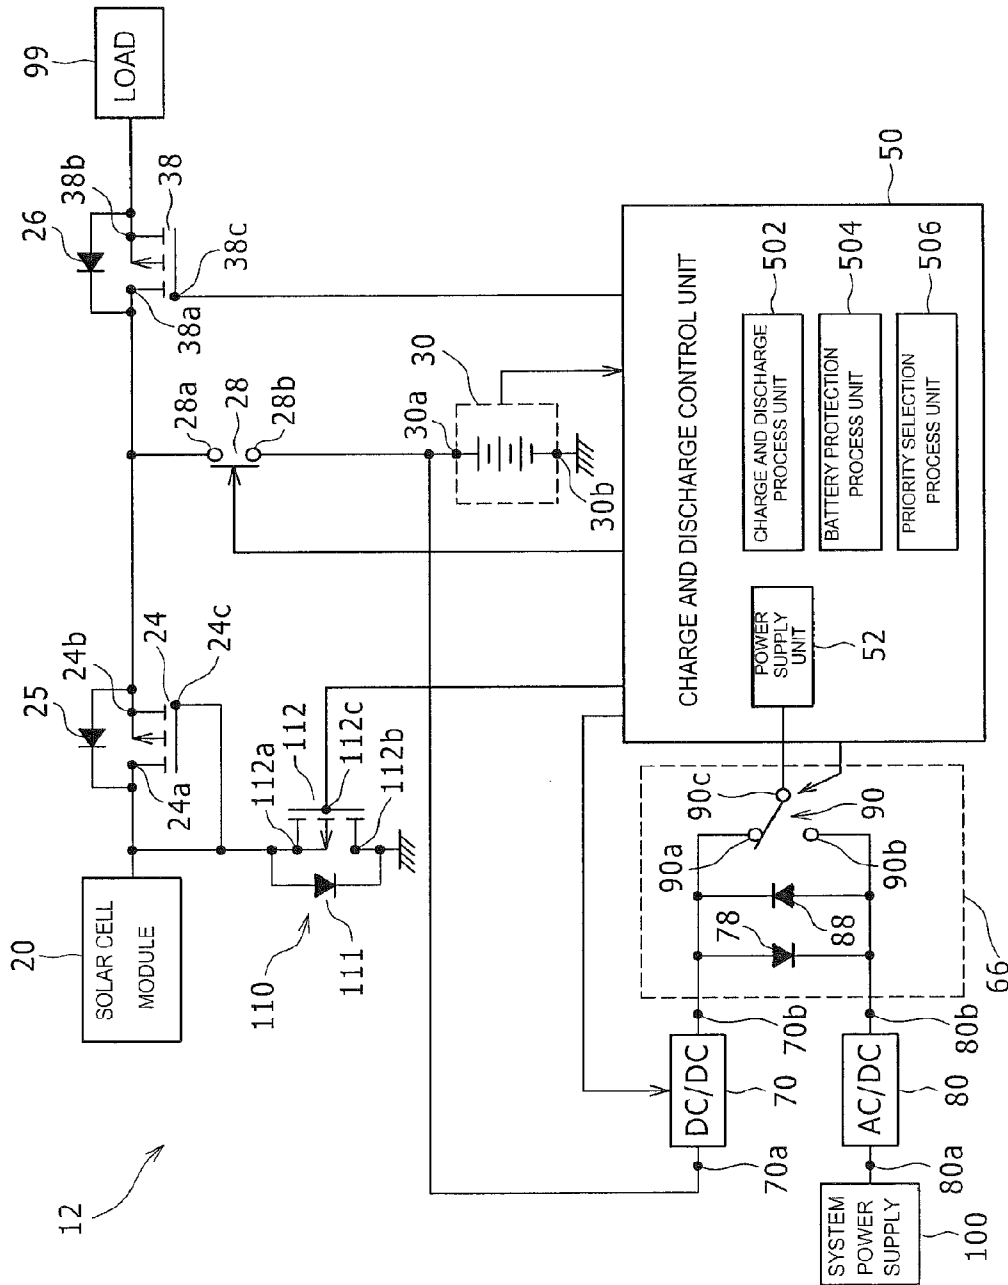 12
20
SOLAR CELL
MODULE
25
24a
24b
24
24c
26
38a
38b
38
38c
99
LOAD
110
111
112a
112
112c
112b
28a
28
28b
30a
30
30b
50
CHARGE AND DISCHARGE CONTROL UNIT
CHARGE AND DISCHARGE
PROCESS UNIT
502
BATTERY PROTECTION
PROCESS UNIT
504
PRIORITY SELECTION
PROCESS UNIT
506
POWER
SUPPLY
UNIT
52
DC/DC
70
70a
70b
78
88
90a
90c
90
90b
66
SYSTEM
POWER
SUPPLY
100
80a
AC/DC
80
80b